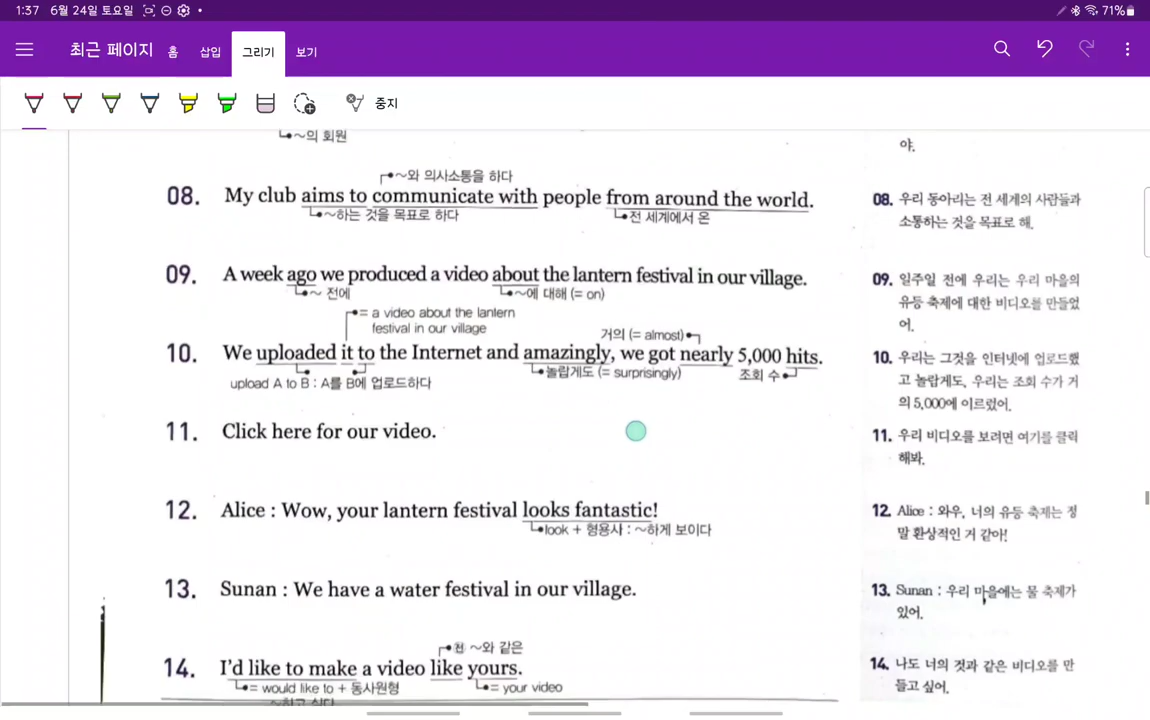 1:37 6월 24일 토요일 71%
최근 페이지 홈 삽입 그리기 보기
중지
~의 회원
야.
~와 의사소통을 하다
08. My club aims to communicate with people from around the world.
~하는 것을 목표로 하다 전 세계에서 온
08. 우리 동아리는 전 세계의 사람들과
소통하는 것을 목표로 해.
09. A week ago we produced a video about the lantern festival in our village.
~ 전에 ~에 대해 (= on)
09. 일주일 전에 우리는 우리 마을의
유등 축제에 대한 비디오를 만들었
어.
= a video about the lantern
festival in our village
거의 (= almost)
10. We uploaded it to the Internet and amazingly, we got nearly 5,000 hits.
놀랍게도 (= surprisingly) 조회 수
upload A to B : A를 B에 업로드하다
10. 우리는 그것을 인터넷에 업로드했
고 놀랍게도, 우리는 조회 수가 거
의 5,000에 이르렀어.
11. Click here for our video.
11. 우리 비디오를 보려면 여기를 클릭
해봐.
12. Alice : Wow, your lantern festival looks fantastic!
look + 형용사 : ~하게 보이다
12. Alice : 와우, 너의 유등 축제는 정
말 환상적인 거 같아!
13. Sunan : We have a water festival in our village.
13. Sunan : 우리 마을에는 물 축제가
있어.
전 ~와 같은
14. I'd like to make a video like yours.
= would like to + 동사원형 = your video
~하고 싶다
14. 나도 너의 것과 같은 비디오를 만
들고 싶어.